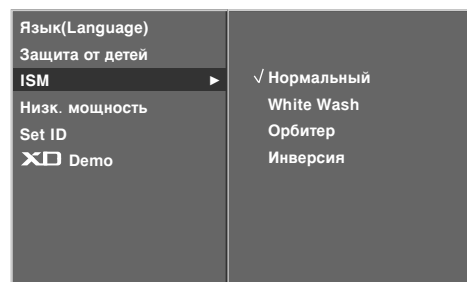 Язык(Language)
Защита от детей
ISM ►
Низк. мощность
Set ID
XD Demo
√ Нормальный
White Wash
Орбитер
Инверсия